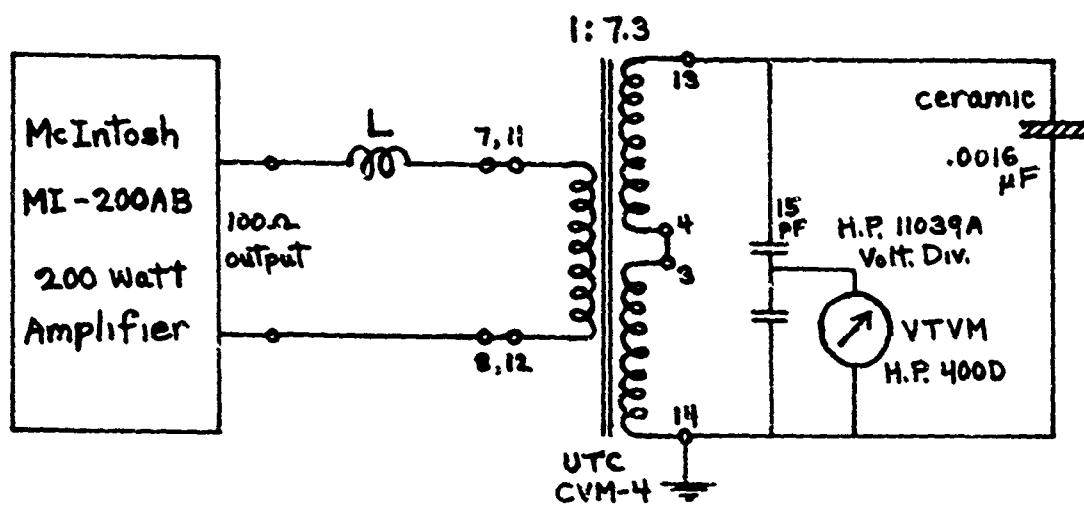 1: 7.3
McIntosh
MI-200AB
200 Watt
Amplifier
100Ω
output
L
7, 11
8, 12
13
4
3
14
UTC
CVM-4
15
PF
H.P. 11039A
Volt. Div.
VTVM
H.P. 400D
ceramic
.0016
μF